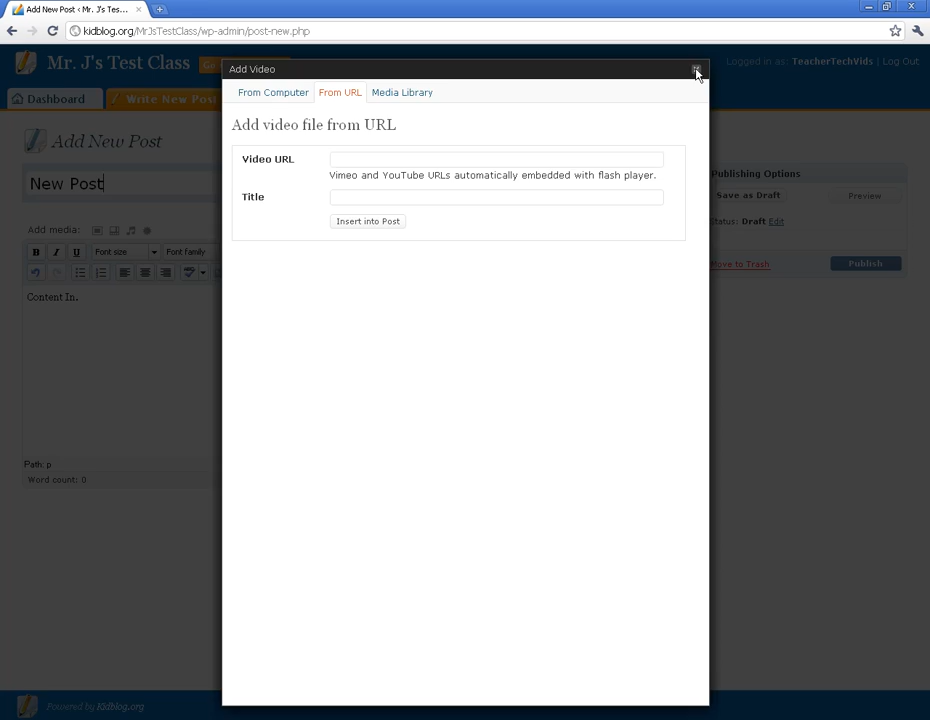 Add New Post ‹ Mr. J's Tes...
kidblog.org/MrJsTestClass/wp-admin/post-new.php
Mr. J's Test Class
Go
Logged in as: TeacherTechVids | Log Out
Dashboard
Write New Post
Add Video
From Computer
From URL
Media Library
Add video file from URL
Video URL
Vimeo and YouTube URLs automatically embedded with flash player.
Title
Insert into Post
Add New Post
New Post
Add media:
B I U Font size Font family
Content In.
Path: p
Word count: 0
Publishing Options
Save as Draft
Preview
Status: Draft Edit
Move to Trash
Publish
Powered by Kidblog.org